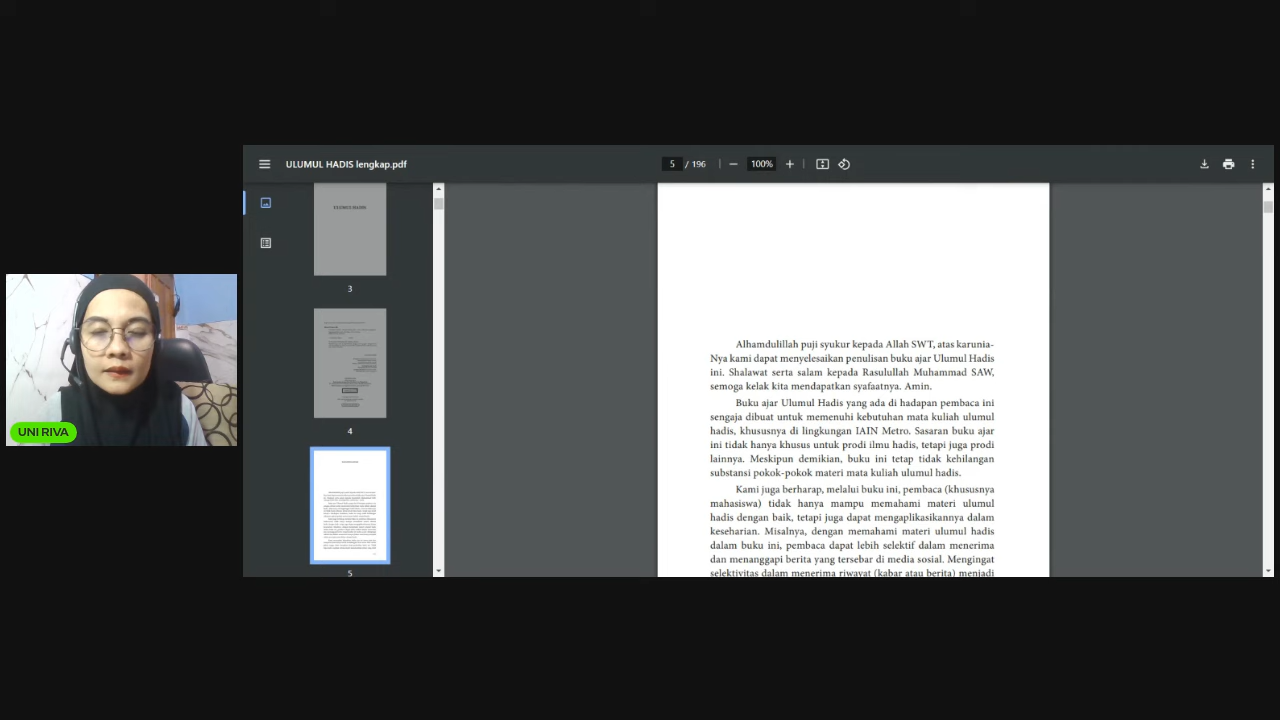 ULUMUL HADIS lengkap.pdf
5 / 196
100%
ULUMUL HADIS
3
4
5
UNI RIVA
Alhamdulillah puji syukur kepada Allah SWT, atas karunia-
Nya kami dapat menyelesaikan penulisan buku ajar Ulumul Hadis
ini. Shalawat serta salam kepada Rasulullah Muhammad SAW,
semoga kelak kita mendapatkan syafaatnya. Amin.
Buku ajar Ulumul Hadis yang ada di hadapan pembaca ini
sengaja dibuat untuk memenuhi kebutuhan mata kuliah ulumul
hadis, khususnya di lingkungan IAIN Metro. Sasaran buku ajar
ini tidak hanya khusus untuk prodi ilmu hadis, tetapi juga prodi
lainnya. Meskipun demikian, buku ini tetap tidak kehilangan
substansi pokok-pokok materi mata kuliah ulumul hadis.
Kami juga berharap, melalui buku ini, pembaca (khususnya
mahasiswa) tidak hanya mampu memahami materi ulumul
hadis dengan baik, tetapi juga dapat mengaplikasikannya dalam
keseharian. Misalnya, dengan memahami materi ulumul hadis
dalam buku ini, pembaca dapat lebih selektif dalam menerima
dan menanggapi berita yang tersebar di media sosial. Mengingat
selektivitas dalam menerima riwayat (kabar atau berita) menjadi